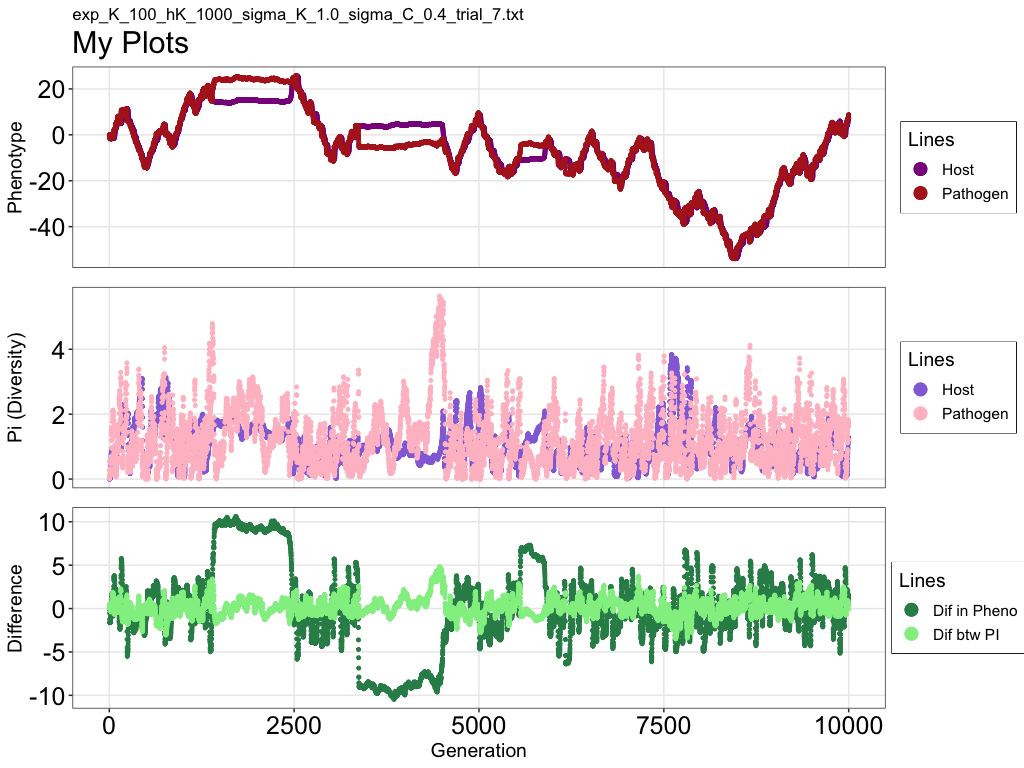 exp_K_100_hK_1000_sigma_K_1.0_sigma_C_0.4_trial_7.txt
My Plots
Phenotype
20
0
-20
-40
Lines
Host
Pathogen
Pi (Diversity)
4
2
0
Lines
Host
Pathogen
Difference
10
5
0
-5
-10
Lines
Dif in Pheno
Dif btw PI
0 2500 5000 7500 10000
Generation